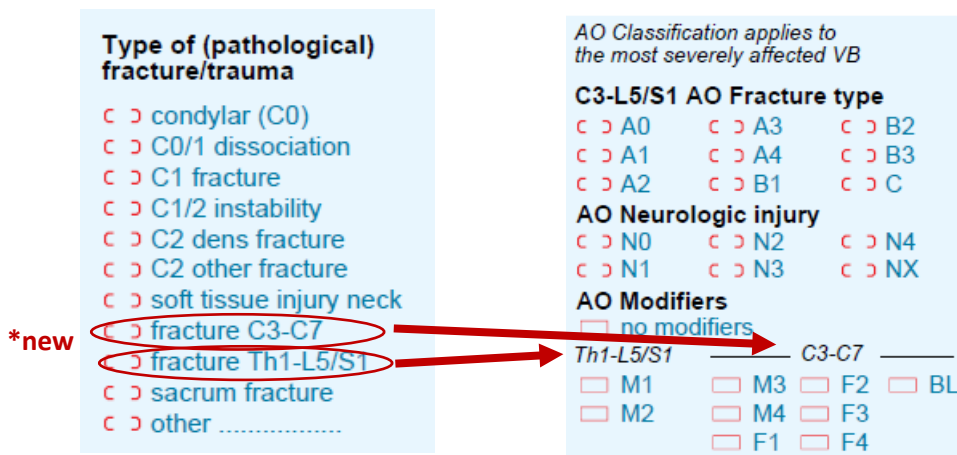 Type of (pathological)
fracture/trauma
condylar (C0)
C0/1 dissociation
C1 fracture
C1/2 instability
C2 dens fracture
C2 other fracture
soft tissue injury neck
*new
fracture C3-C7
fracture Th1-L5/S1
sacrum fracture
other .................
AO Classification applies to
the most severely affected VB
C3-L5/S1 AO Fracture type
A0 A3 B2
A1 A4 B3
A2 B1 C
AO Neurologic injury
N0 N2 N4
N1 N3 NX
AO Modifiers
no modifiers
Th1-L5/S1 C3-C7
M1 M3 F2 BL
M2 M4 F3
F1 F4